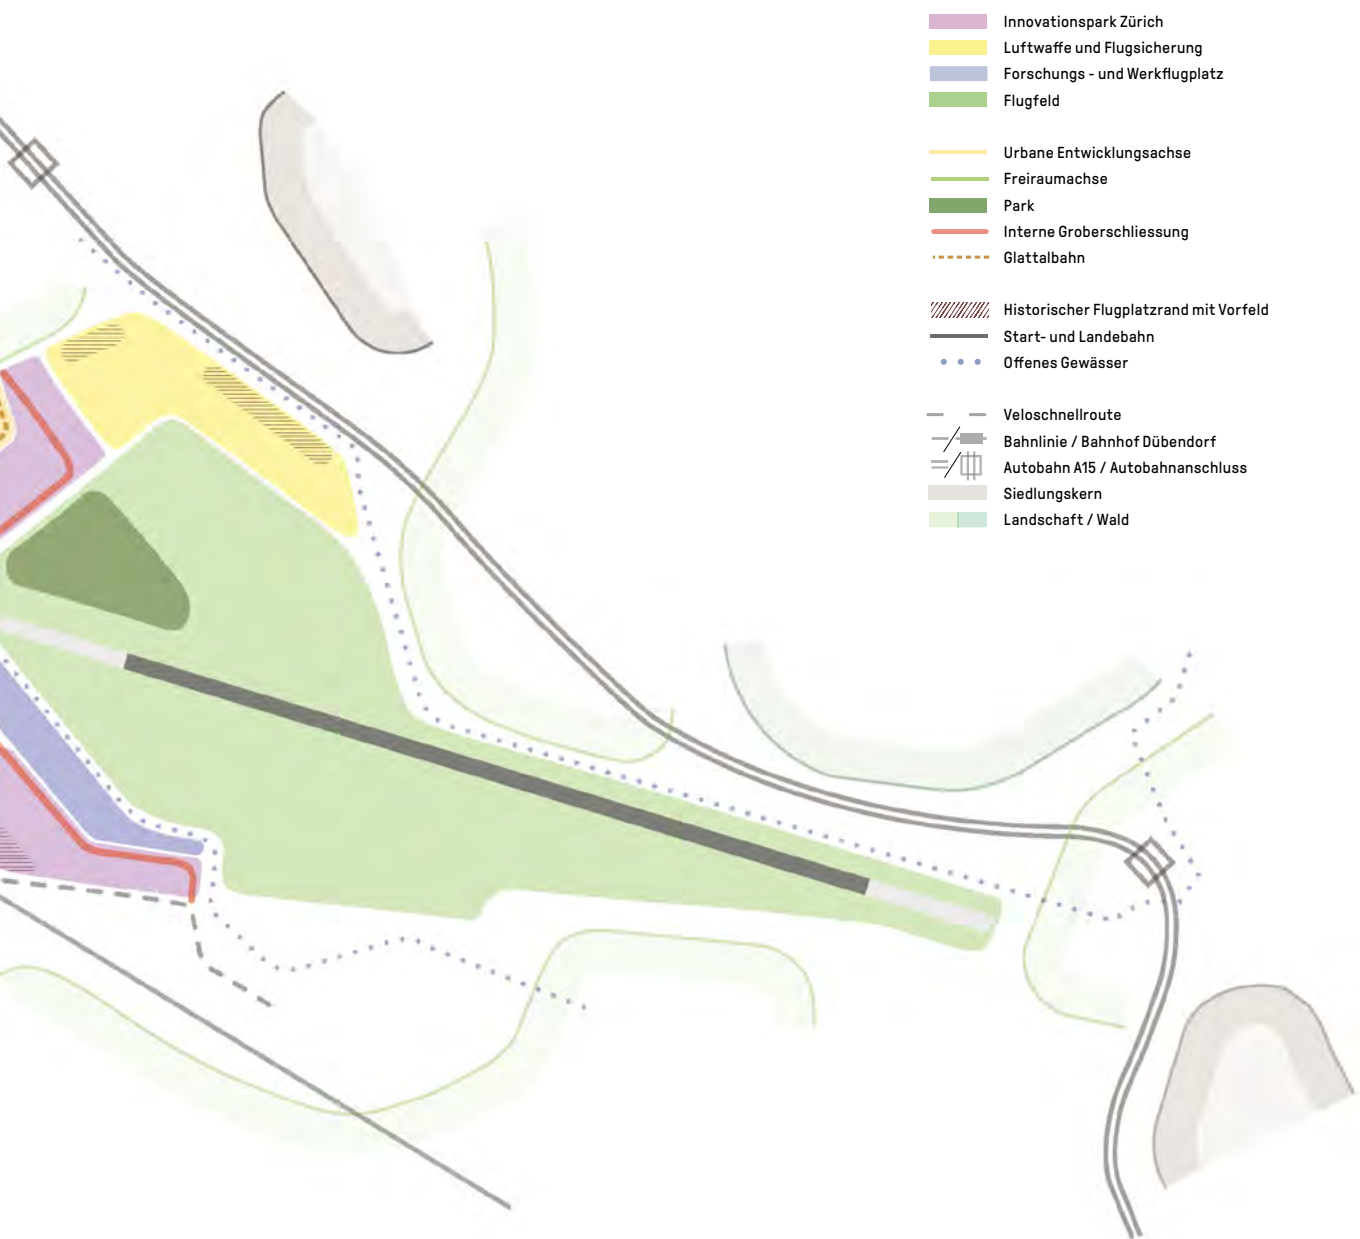 Innovationspark Zürich
Luftwaffe und Flugsicherung
Forschungs - und Werkflugplatz
Flugfeld
Urbane Entwicklungsachse
Freiraumachse
Park
Interne Groberschliessung
Glattalbahn
Historischer Flugplatzrand mit Vorfeld
Start- und Landebahn
Offenes Gewässer
Veloschnellroute
Bahnlinie / Bahnhof Dübendorf
Autobahn A15 / Autobahnanschluss
Siedlungskern
Landschaft / Wald